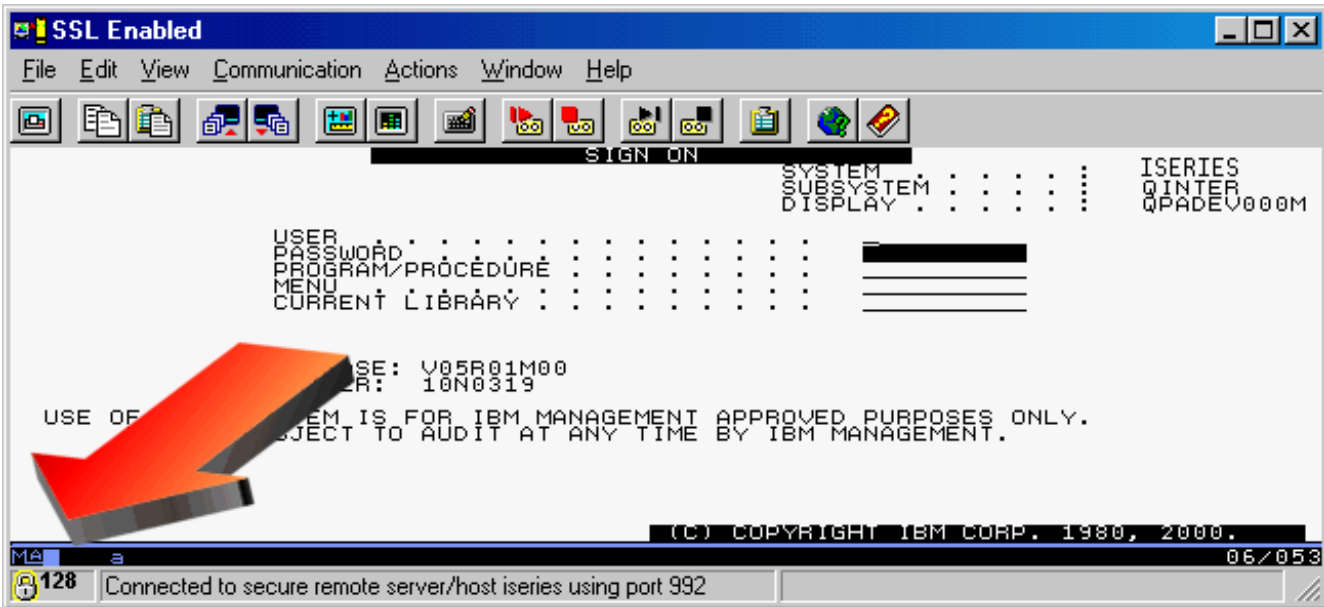 SSL Enabled
File Edit View Communication Actions Window Help
SIGN ON
SYSTEM . . . . . : ISERIES
SUBSYSTEM . . . . : QINTER
DISPLAY . . . . . : QPADEV000M
USER . . . . . . . . . . . . . .
PASSWORD . . . . . . . . . . . .
PROGRAM/PROCEDURE . . . . . . . .
MENU . . . . . . . . . . . . . .
CURRENT LIBRARY . . . . . . . . .
SE: V05R01M00
R: 10N0319
USE OF EM IS FOR IBM MANAGEMENT APPROVED PURPOSES ONLY.
JECT TO AUDIT AT ANY TIME BY IBM MANAGEMENT.
(C) COPYRIGHT IBM CORP. 1980, 2000.
MA a 06/053
128 Connected to secure remote server/host iseries using port 992